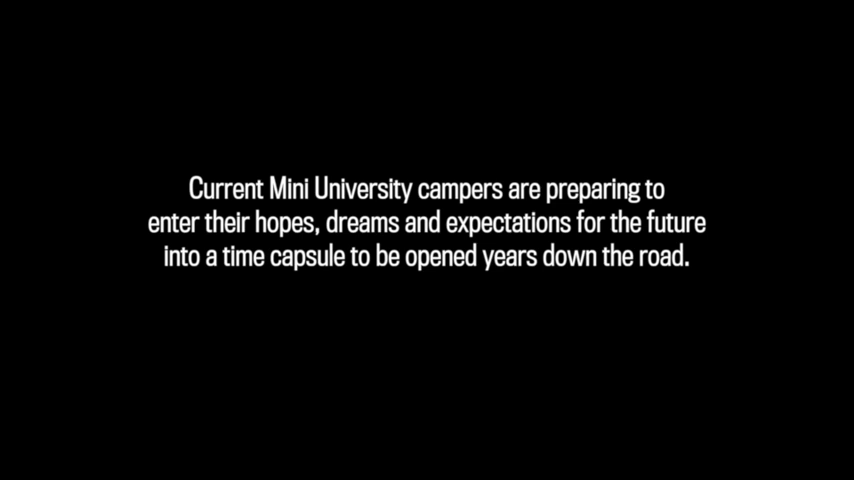 Current Mini University campers are preparing to
enter their hopes, dreams and expectations for the future
into a time capsule to be opened years down the road.